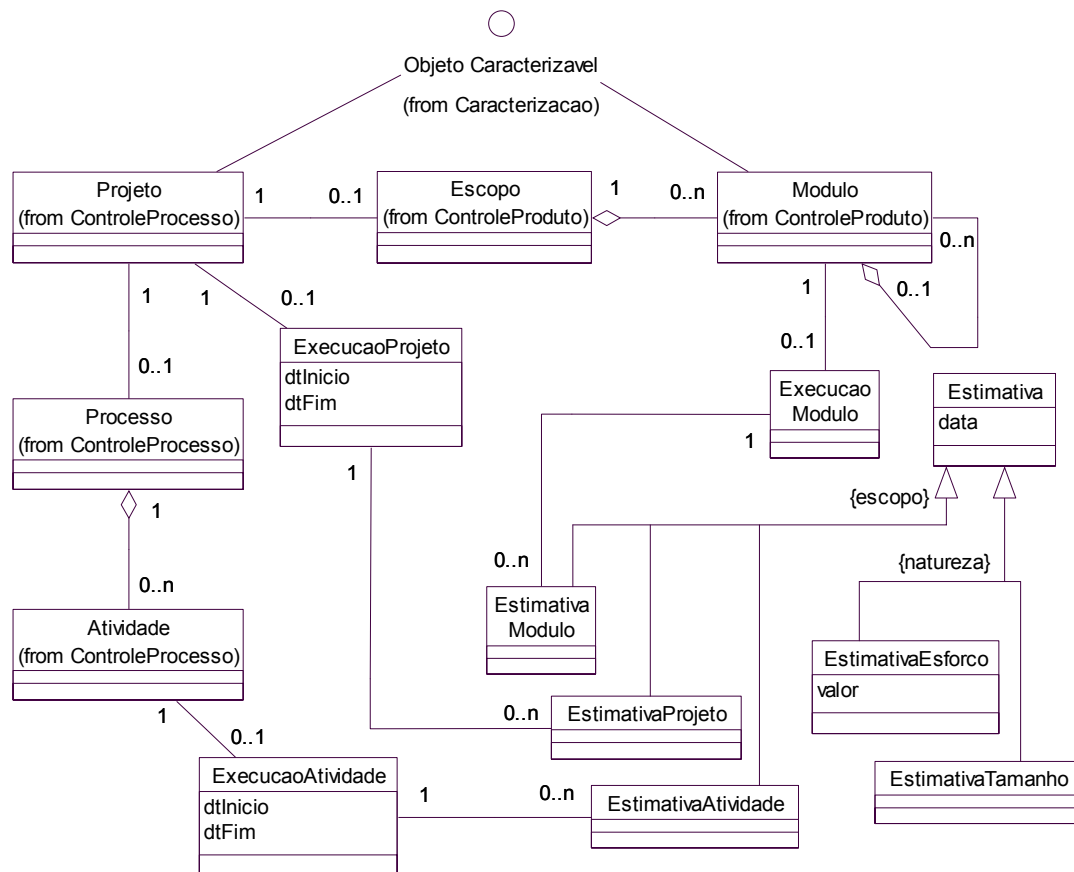 Objeto Caracterizavel
(from Caracterizacao)
Projeto
(from ControleProcesso)
1
0..1
Escopo
(from ControleProduto)
1
0..n
Modulo
(from ControleProduto)
0..n
0..1
1
0..1
1
0..1
1
0..1
ExecucaoProjeto
dtInicio
dtFim
1
Execucao
Modulo
1
Estimativa
data
Processo
(from ControleProcesso)
1
0..n
{escopo}
{natureza}
0..n
Estimativa
Modulo
Atividade
(from ControleProcesso)
1
0..1
EstimativaEsforco
valor
0..n
EstimativaProjeto
EstimativaTamanho
ExecucaoAtividade
dtInicio
dtFim
1
0..n
EstimativaAtividade